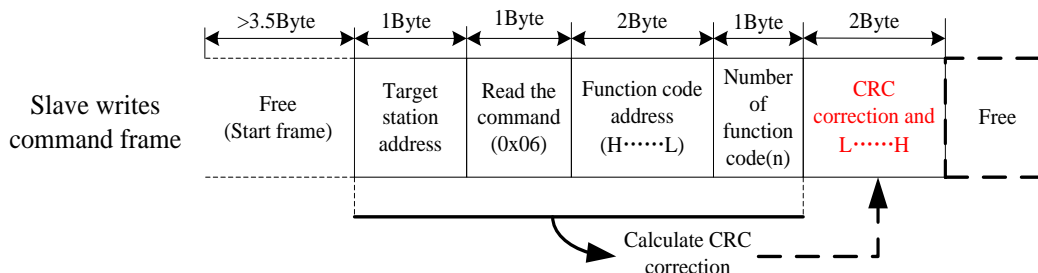 >3.5Byte 1Byte 1Byte 2Byte 1Byte 2Byte
Slave writes
command frame
Free
(Start frame)
Target
station
address
Read the
command
(0x06)
Function code
address
(H······L)
Number
of
function
code(n)
CRC
correction and
L······H
Free
Calculate CRC
correction